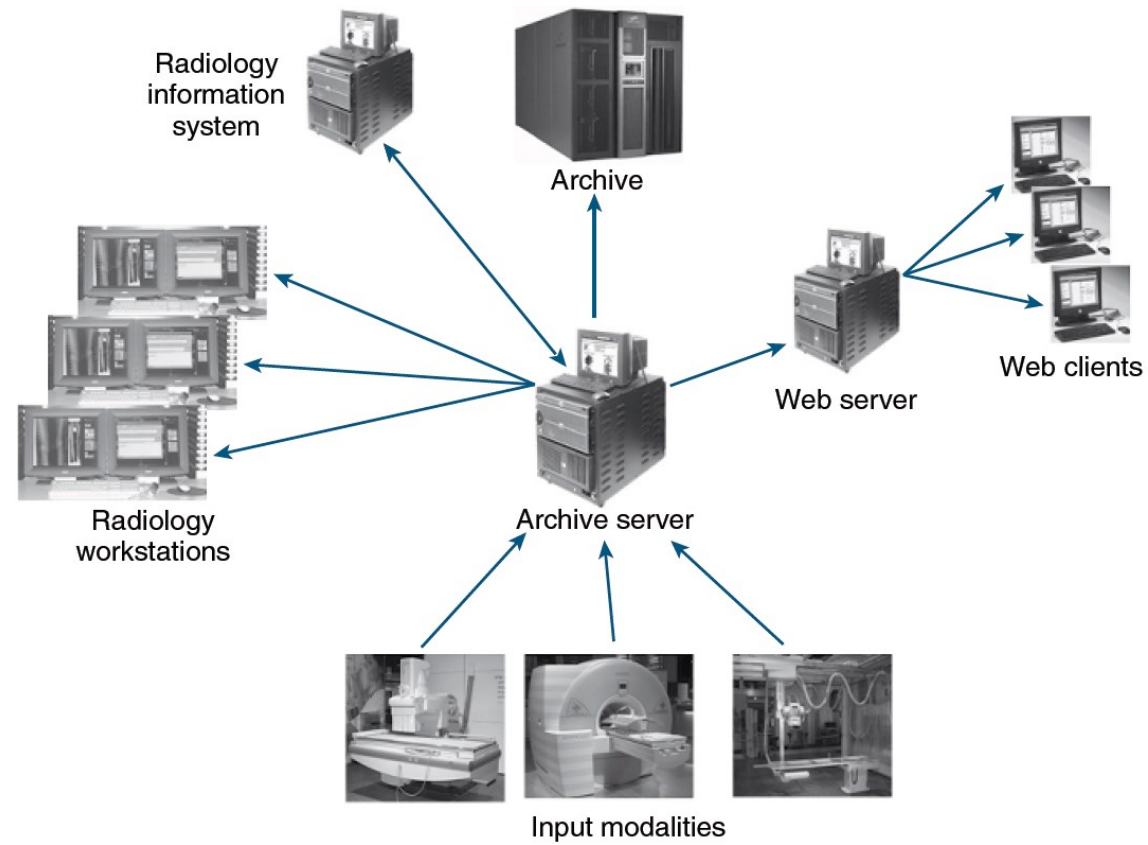 Radiology
information
system
Archive
Web clients
Web server
Radiology
workstations
Archive server
Input modalities